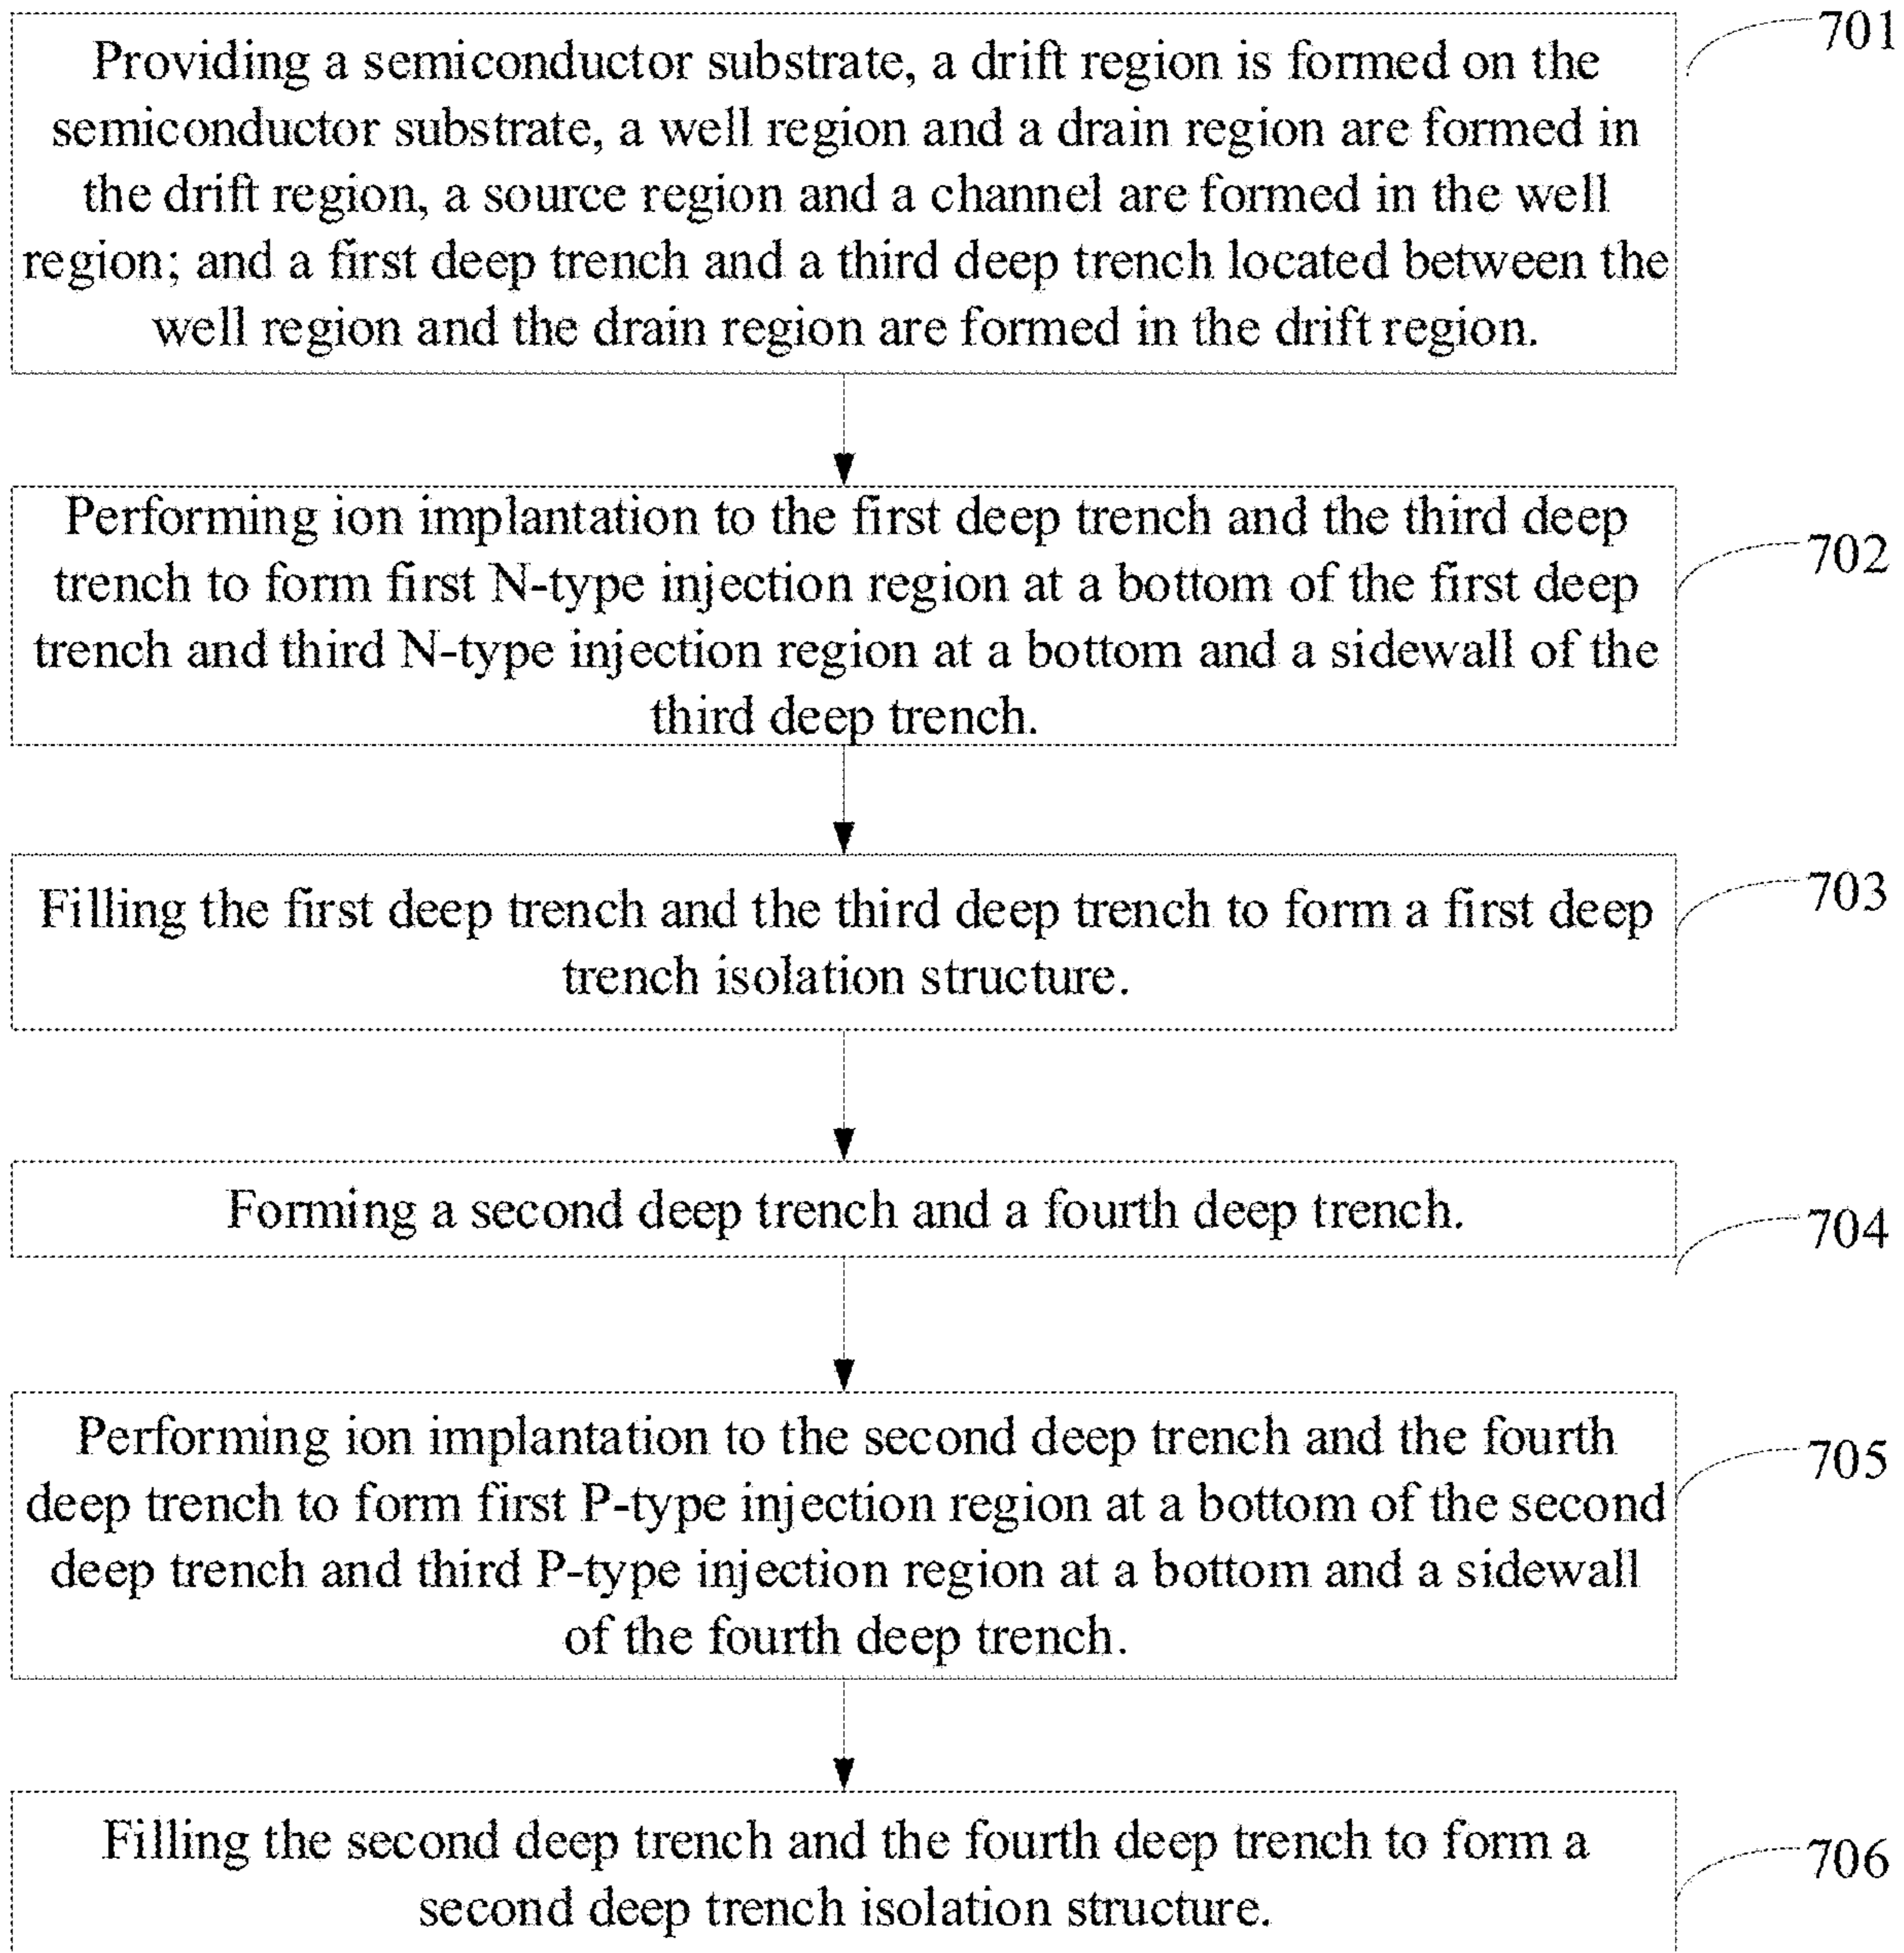 Providing a semiconductor substrate, a drift region is formed on the
semiconductor substrate, a well region and a drain region are formed in
the drift region, a source region and a channel are formed in the well
region; and a first deep trench and a third deep trench located between the
well region and the drain region are formed in the drift region.
701
Performing ion implantation to the first deep trench and the third deep
trench to form first N-type injection region at a bottom of the first deep
trench and third N-type injection region at a bottom and a sidewall of the
third deep trench.
702
Filling the first deep trench and the third deep trench to form a first deep
trench isolation structure.
703
Forming a second deep trench and a fourth deep trench.
704
Performing ion implantation to the second deep trench and the fourth
deep trench to form first P-type injection region at a bottom of the second
deep trench and third P-type injection region at a bottom and a sidewall
of the fourth deep trench.
705
Filling the second deep trench and the fourth deep trench to form a
second deep trench isolation structure.
706